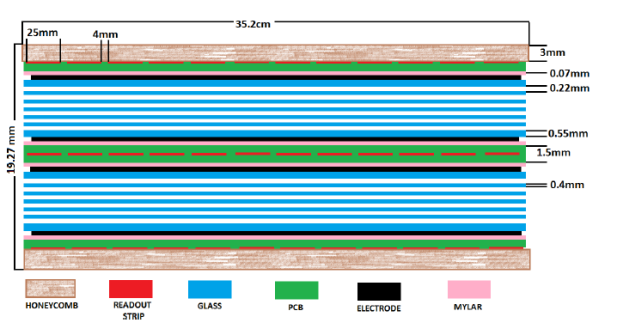 35.2cm
25mm
4mm
3mm
0.07mm
0.22mm
0.55mm
1.5mm
0.4mm
19.27 mm
HONEYCOMB
READOUT
STRIP
GLASS
PCB
ELECTRODE
MYLAR